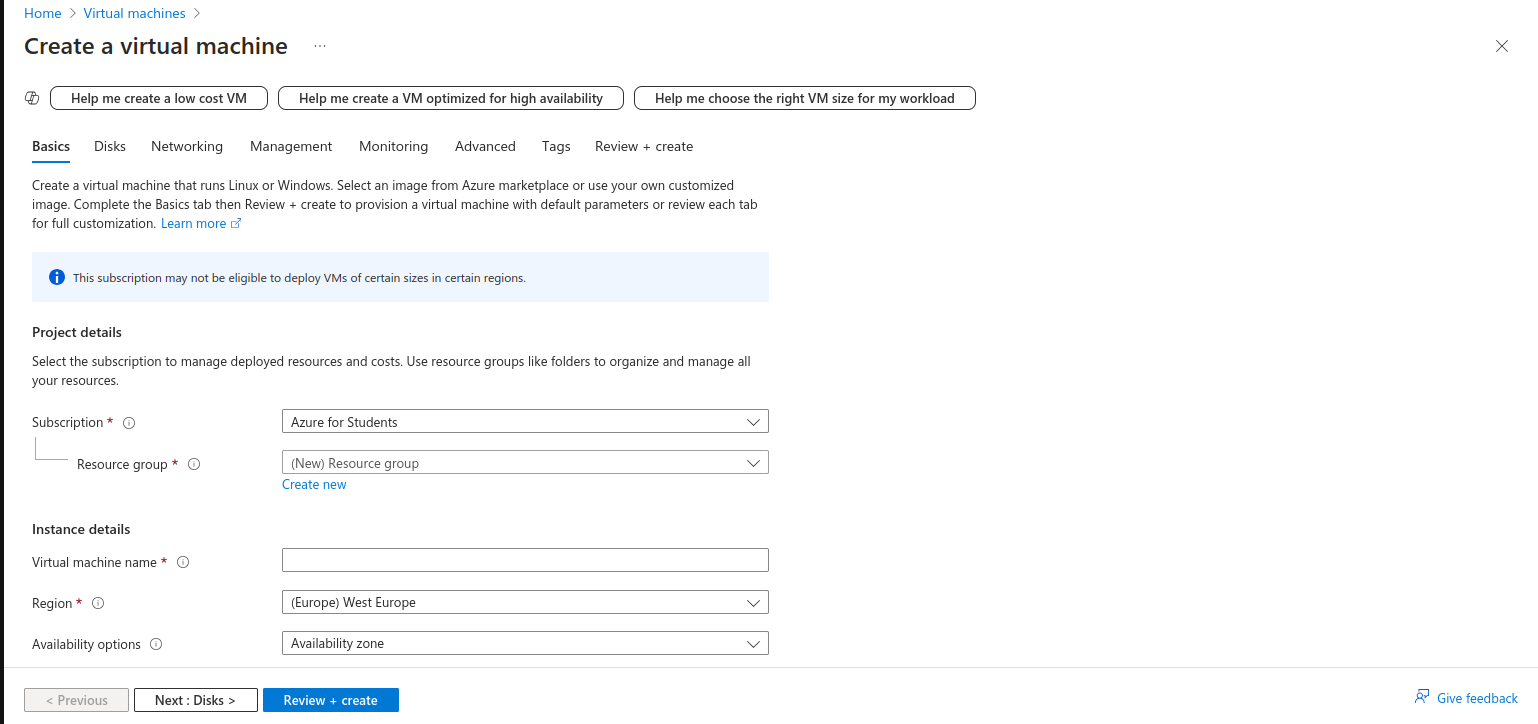 Home > Virtual machines >
Create a virtual machine ...
Help me create a low cost VM
Help me create a VM optimized for high availability
Help me choose the right VM size for my workload
Basics Disks Networking Management Monitoring Advanced Tags Review + create
Create a virtual machine that runs Linux or Windows. Select an image from Azure marketplace or use your own customized
image. Complete the Basics tab then Review + create to provision a virtual machine with default parameters or review each tab
for full customization. Learn more
This subscription may not be eligible to deploy VMs of certain sizes in certain regions.
Project details
Select the subscription to manage deployed resources and costs. Use resource groups like folders to organize and manage all
your resources.
Subscription * Azure for Students
Resource group * (New) Resource group
Create new
Instance details
Virtual machine name *
Region * (Europe) West Europe
Availability options Availability zone
< Previous Next : Disks > Review + create Give feedback